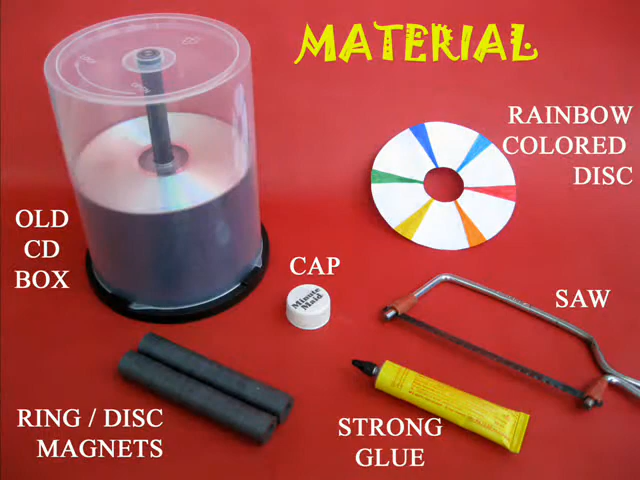 MATERIAL
RAINBOW
COLORED
DISC
OLD
CD
BOX
CAP
Minute
Maid
SAW
RING / DISC
MAGNETS
STRONG
GLUE